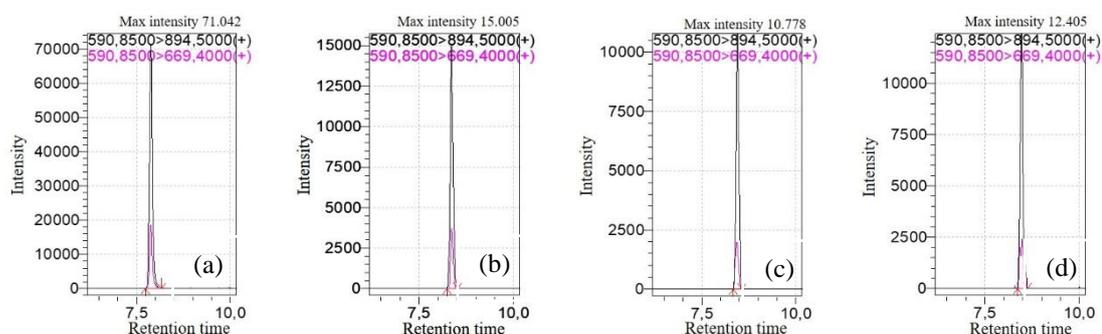 Max intensity 71.042
590,8500>894,5000(+)
590,8500>669,4000(+)
70000
60000
50000
40000
30000
20000
10000
0
Intensity
7,5
10,0
Retention time
(a)
Max intensity 15.005
590,8500>894,5000(+)
590,8500>669,4000(+)
15000
12500
10000
7500
5000
2500
0
Intensity
7,5
10,0
Retention time
(b)
Max intensity 10.778
590,8500>894,5000(+)
590,8500>669,4000(+)
10000
7500
5000
2500
0
Intensity
7,5
10,0
Retention time
(c)
Max intensity 12.405
590,8500>894,5000(+)
590,8500>669,4000(+)
10000
7500
5000
2500
0
Intensity
7,5
10,0
Retention time
(d)